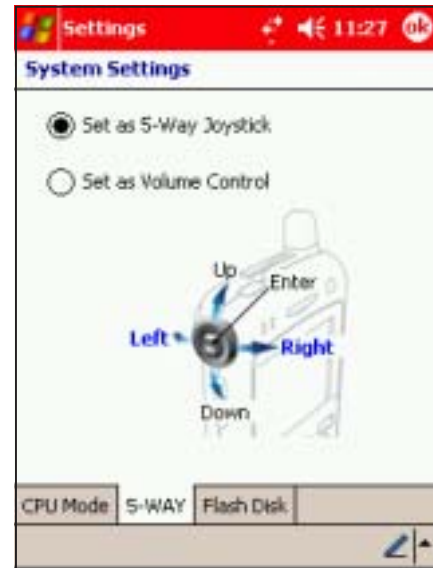 Settings 11:27 ok
System Settings
Set as 5-Way Joystick
Set as Volume Control
Up
Enter
Left
Right
Down
CPU Mode 5-WAY Flash Disk